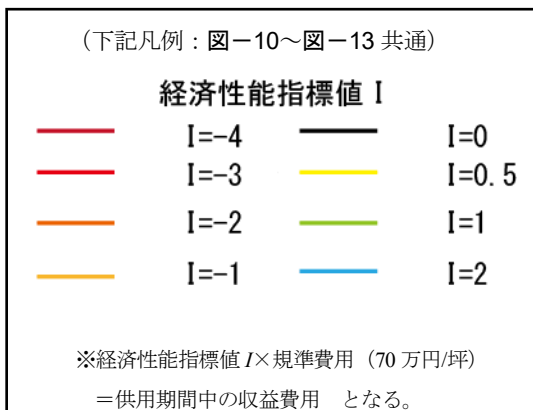 （下記凡例：図－10～図－13 共通）
経済性能指標値 I
I=-4 I=0
I=-3 I=0.5
I=-2 I=1
I=-1 I=2
※経済性能指標値 I×規準費用（70 万円/坪）
＝供用期間中の収益費用　となる。